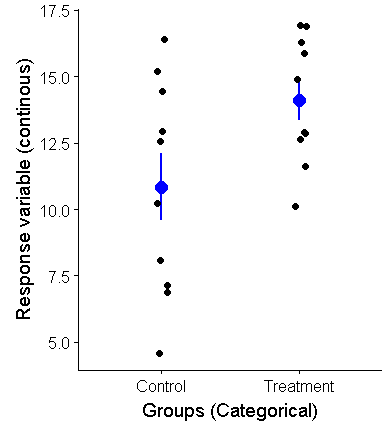 17.5
15.0
12.5
10.0
7.5
5.0
Response variable (continous)
Control Treatment
Groups (Categorical)